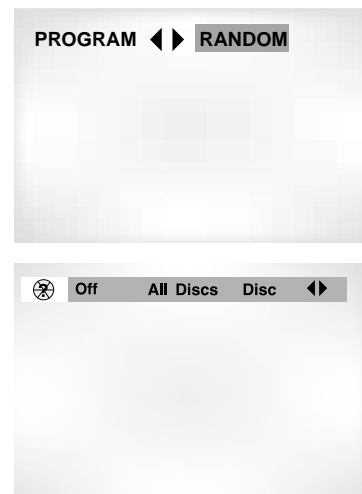 PROGRAM ◀ ▶ RANDOM
Off All Discs Disc ◀▶